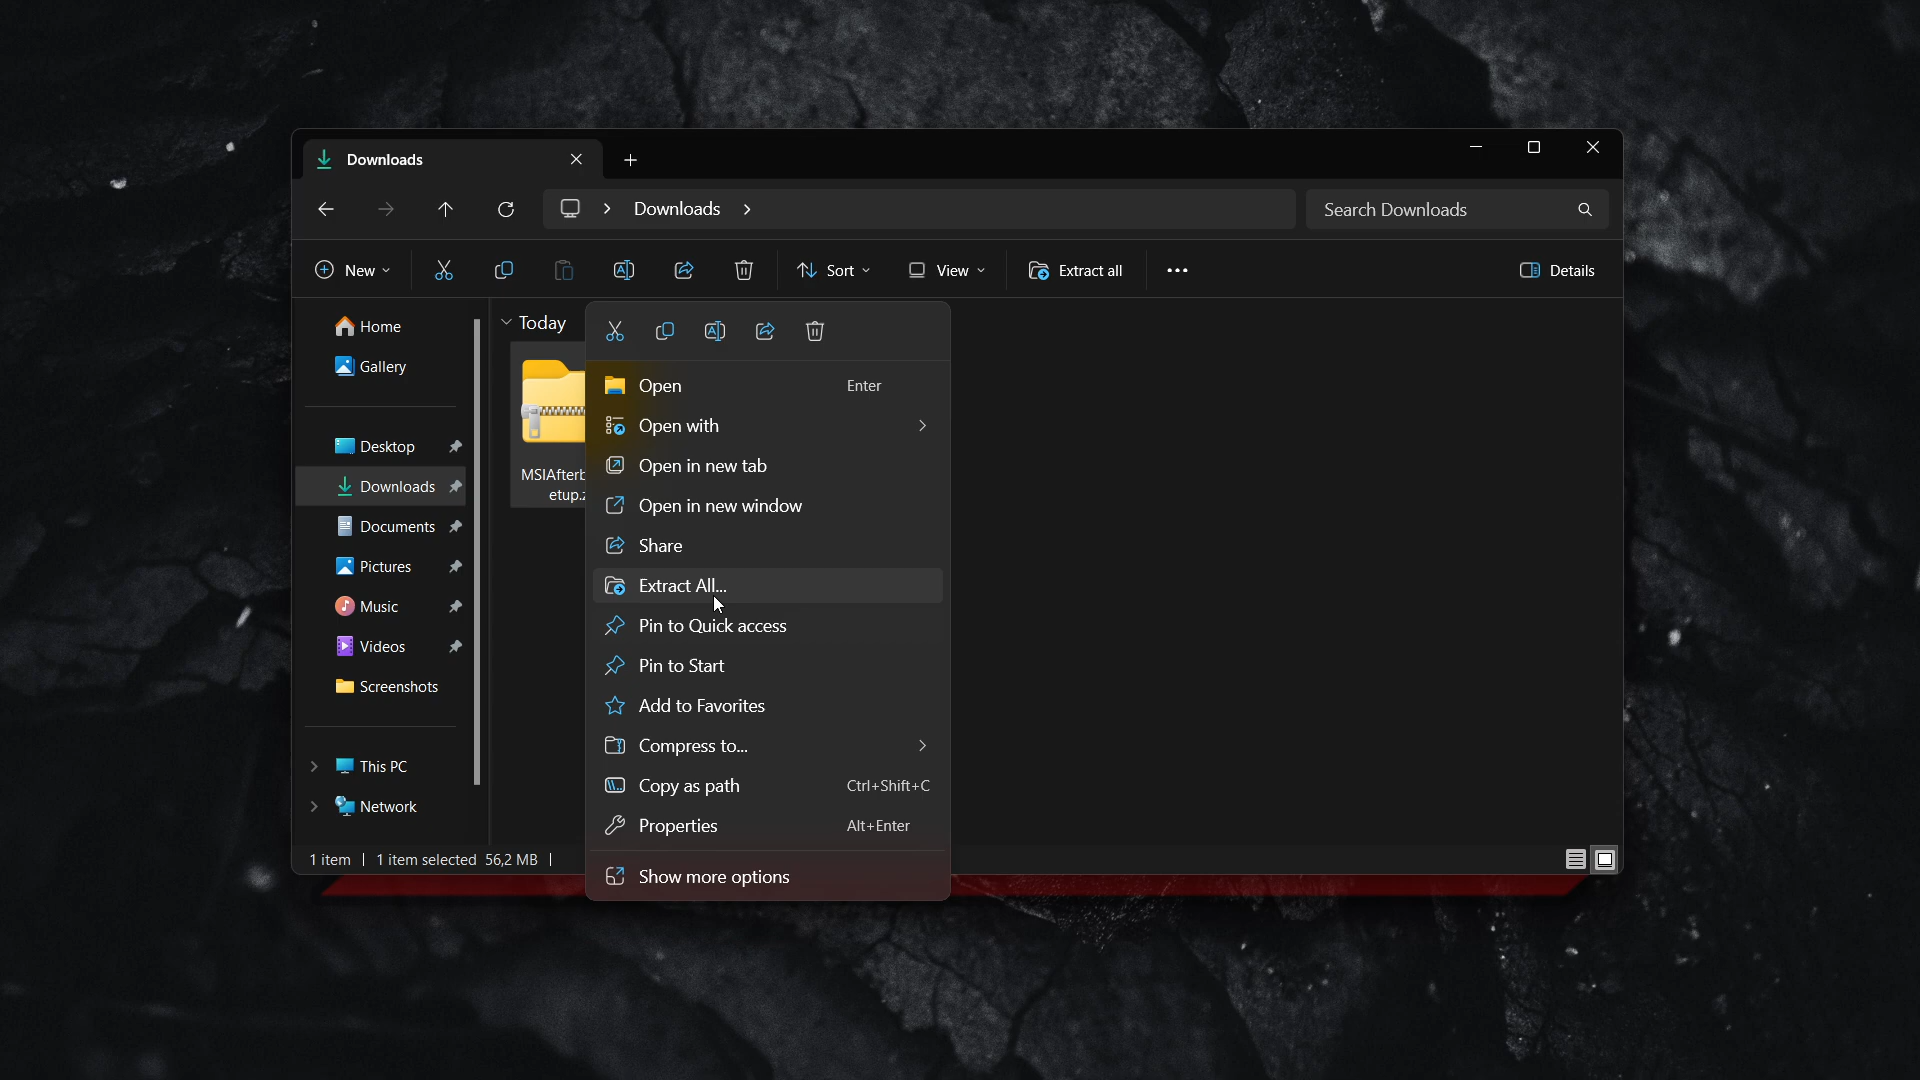 Downloads
Downloads
Search Downloads
New
Sort
View
Extract all
Details
Home
Gallery
Desktop
Downloads
Documents
Pictures
Music
Videos
Screenshots
This PC
Network
Today
MSIAfterb
etup.z
Open Enter
Open with
Open in new tab
Open in new window
Share
Extract All...
Pin to Quick access
Pin to Start
Add to Favorites
Compress to...
Copy as path Ctrl+Shift+C
Properties Alt+Enter
Show more options
1 item 1 item selected 56,2 MB